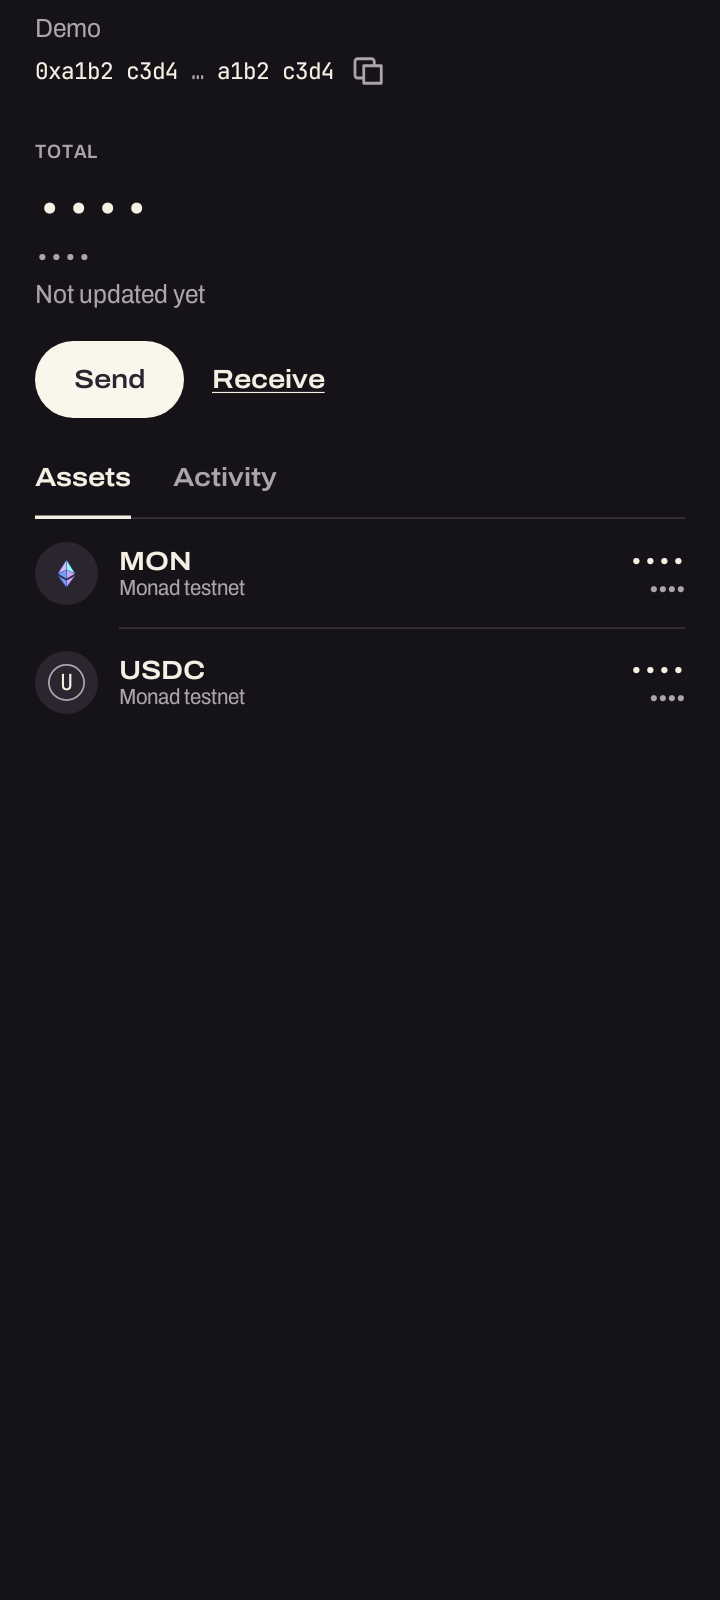 Demo
0xa1b2 c3d4 … a1b2 c3d4
TOTAL
••••
••••
Not updated yet
Send Receive
Assets Activity
MON ••••
Monad testnet ••••
U USDC ••••
Monad testnet ••••